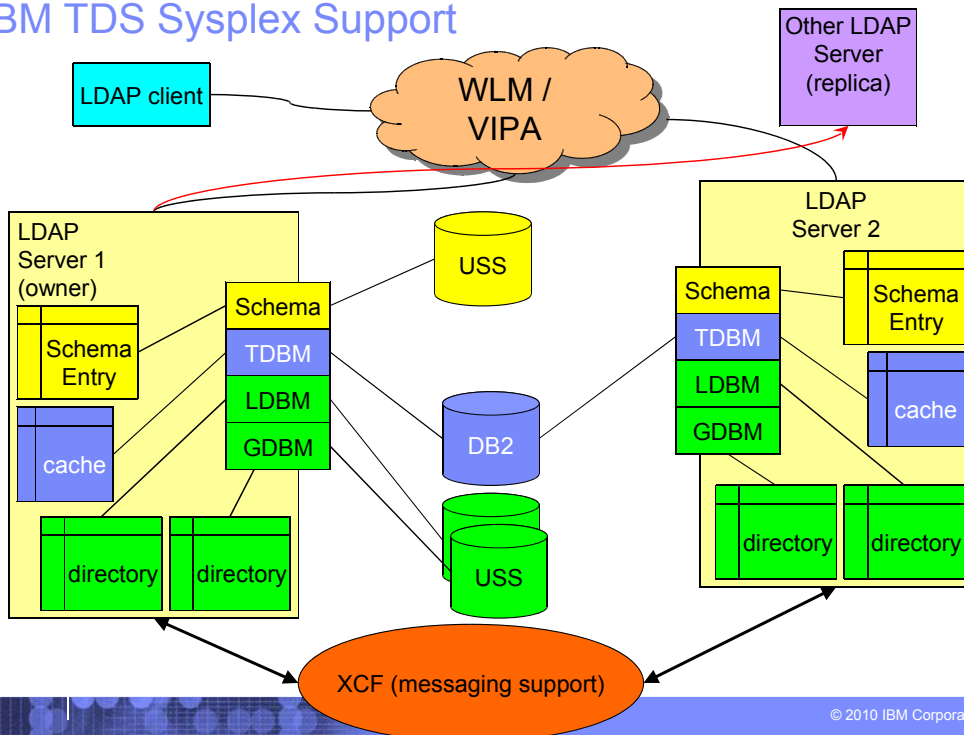 BM TDS Sysplex Support
Other LDAP
Server
(replica)
LDAP client
WLM /
VIPA
LDAP
Server 1
(owner)
Schema
Entry
cache
directory
directory
Schema
TDBM
LDBM
GDBM
USS
DB2
USS
LDAP
Server 2
Schema
TDBM
LDBM
GDBM
Schema
Entry
cache
directory
directory
XCF (messaging support)
© 2010 IBM Corpora